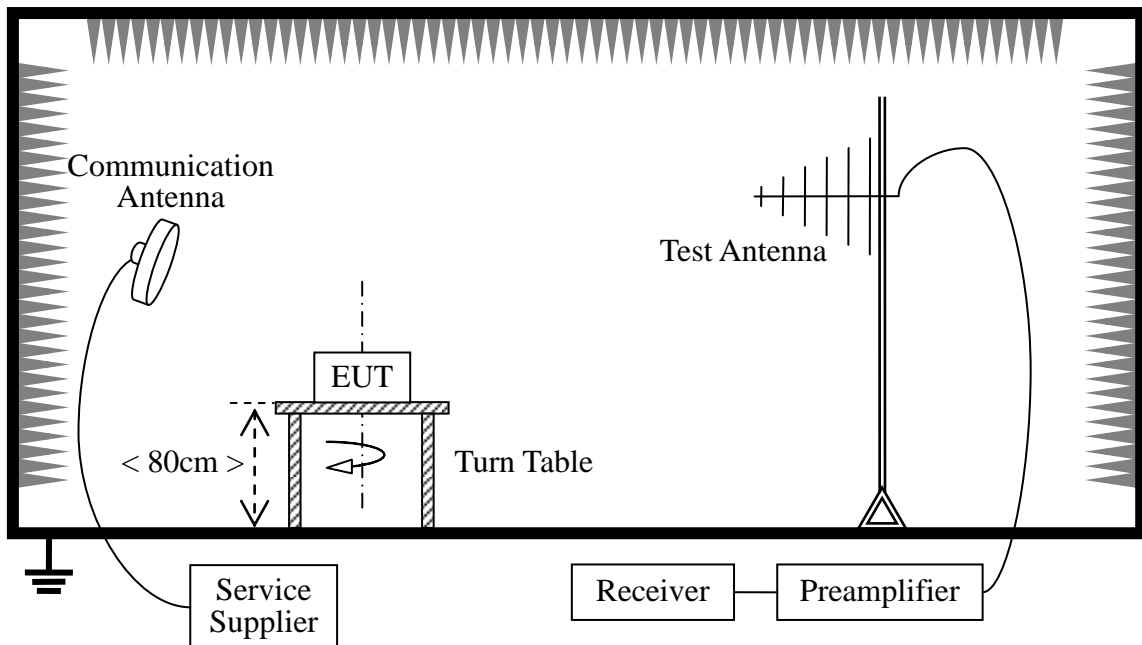 Communication
Antenna
Test Antenna
EUT
< 80cm >
Turn Table
Service
Supplier
Receiver
Preamplifier